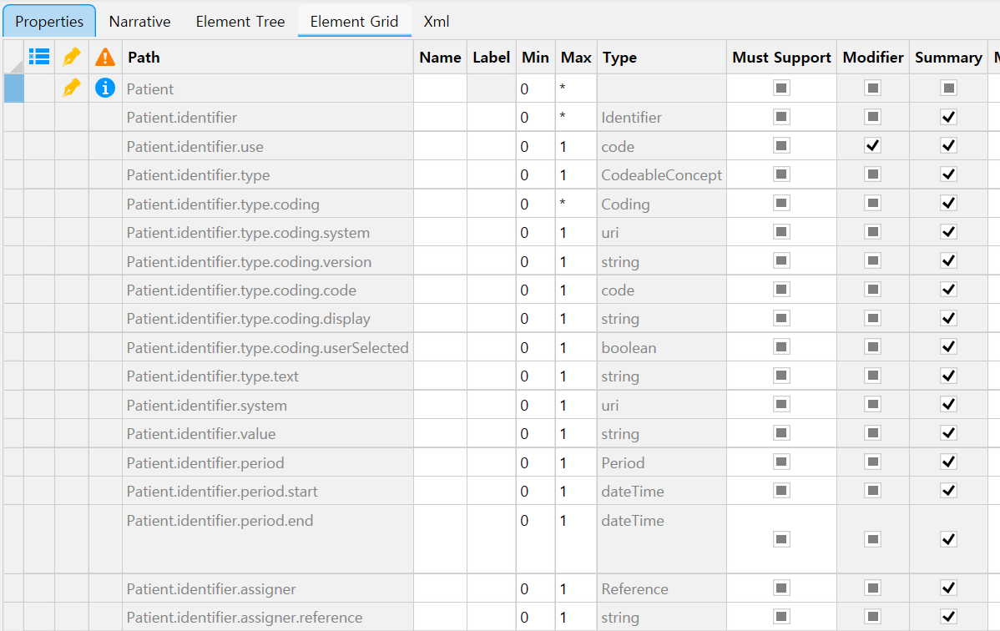 Properties Narrative Element Tree Element Grid Xml
Path Name Label Min Max Type Must Support Modifier Summary
Patient 0 *
Patient.identifier 0 * Identifier
Patient.identifier.use 0 1 code
Patient.identifier.type 0 1 CodeableConcept
Patient.identifier.type.coding 0 * Coding
Patient.identifier.type.coding.system 0 1 uri
Patient.identifier.type.coding.version 0 1 string
Patient.identifier.type.coding.code 0 1 code
Patient.identifier.type.coding.display 0 1 string
Patient.identifier.type.coding.userSelected 0 1 boolean
Patient.identifier.type.text 0 1 string
Patient.identifier.system 0 1 uri
Patient.identifier.value 0 1 string
Patient.identifier.period 0 1 Period
Patient.identifier.period.start 0 1 dateTime
Patient.identifier.period.end 0 1 dateTime
Patient.identifier.assigner 0 1 Reference
Patient.identifier.assigner.reference 0 1 string